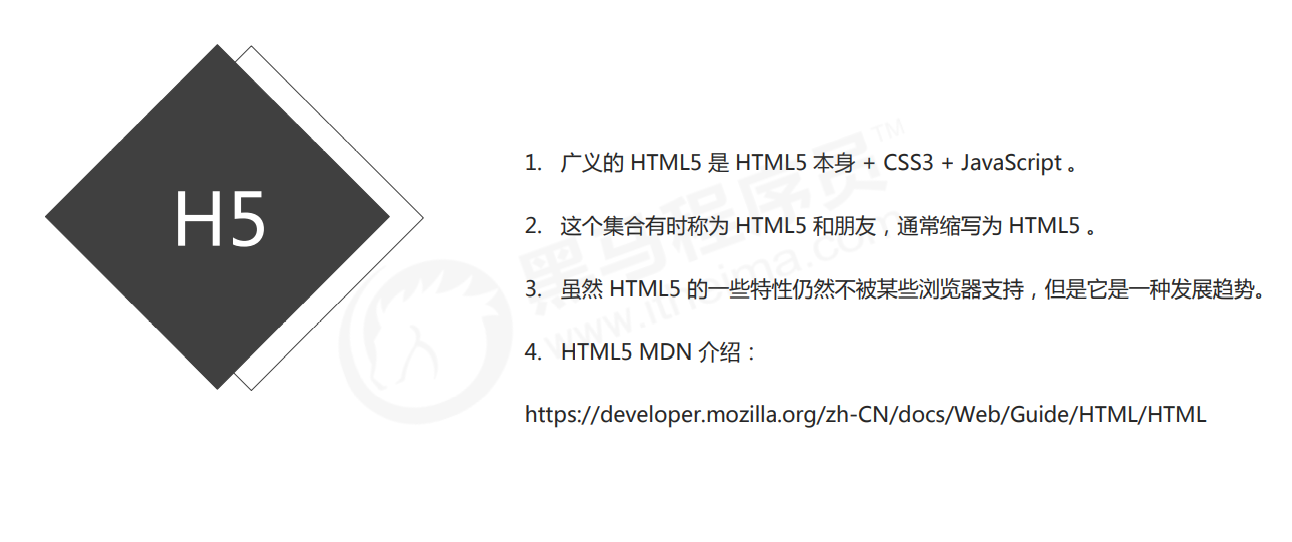 H5
1. 广义的 HTML5 是 HTML5 本身 + CSS3 + JavaScript 。
2. 这个集合有时称为 HTML5 和朋友，通常缩写为 HTML5 。
3. 虽然 HTML5 的一些特性仍然不被某些浏览器支持，但是它是一种发展趋势。
4. HTML5 MDN 介绍：
https://developer.mozilla.org/zh-CN/docs/Web/Guide/HTML/HTML
黑马程序员™
www.itheima.com